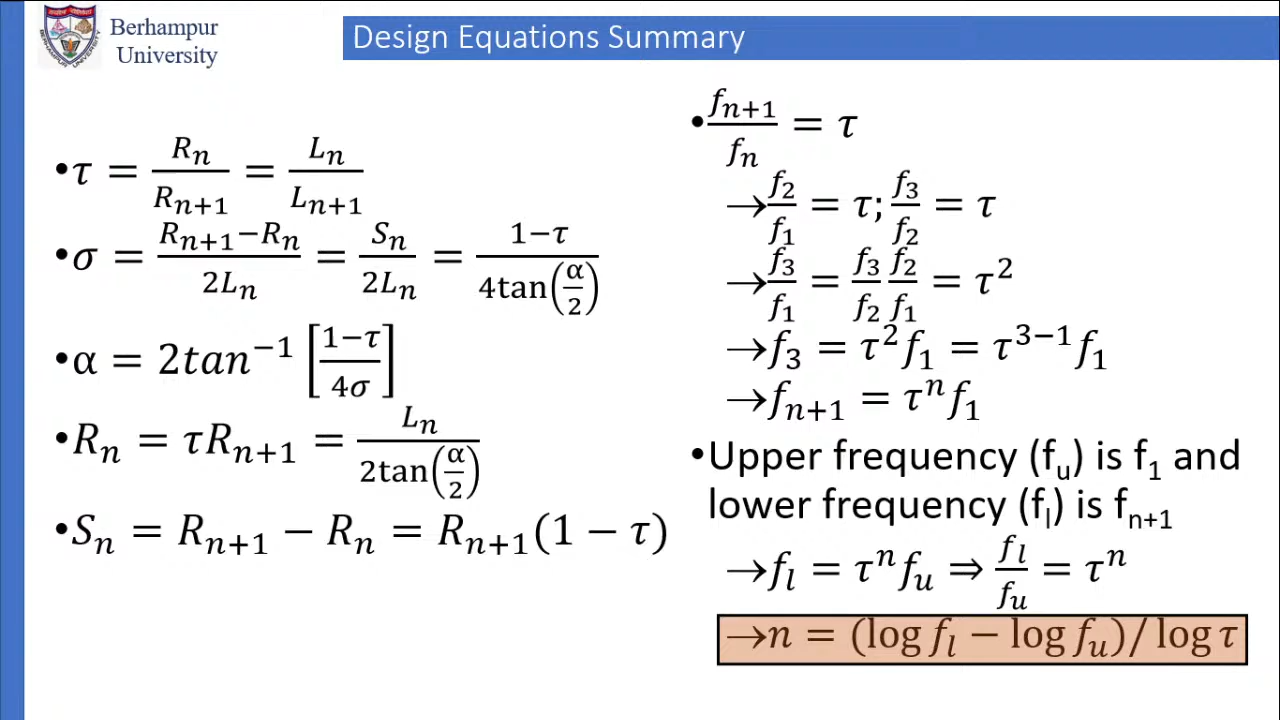 Berhampur
University
Design Equations Summary
•τ = R_n/R_{n+1} = L_n/L_{n+1}
•σ = (R_{n+1}−R_n)/(2L_n) = S_n/(2L_n) = (1−τ)/(4tan(α/2))
•α = 2tan^{−1} [(1−τ)/(4σ)]
•R_n = τR_{n+1} = L_n/(2tan(α/2))
•S_n = R_{n+1} − R_n = R_{n+1}(1 − τ)
•f_{n+1}/f_n = τ
→f_2/f_1 = τ; f_3/f_2 = τ
→f_3/f_1 = f_3/f_2 f_2/f_1 = τ^2
→f_3 = τ^2 f_1 = τ^{3−1} f_1
→f_{n+1} = τ^n f_1
•Upper frequency (f_u) is f_1 and
lower frequency (f_l) is f_{n+1}
→f_l = τ^n f_u ⇒ f_l/f_u = τ^n
→n = (log f_l − log f_u)/ log τ